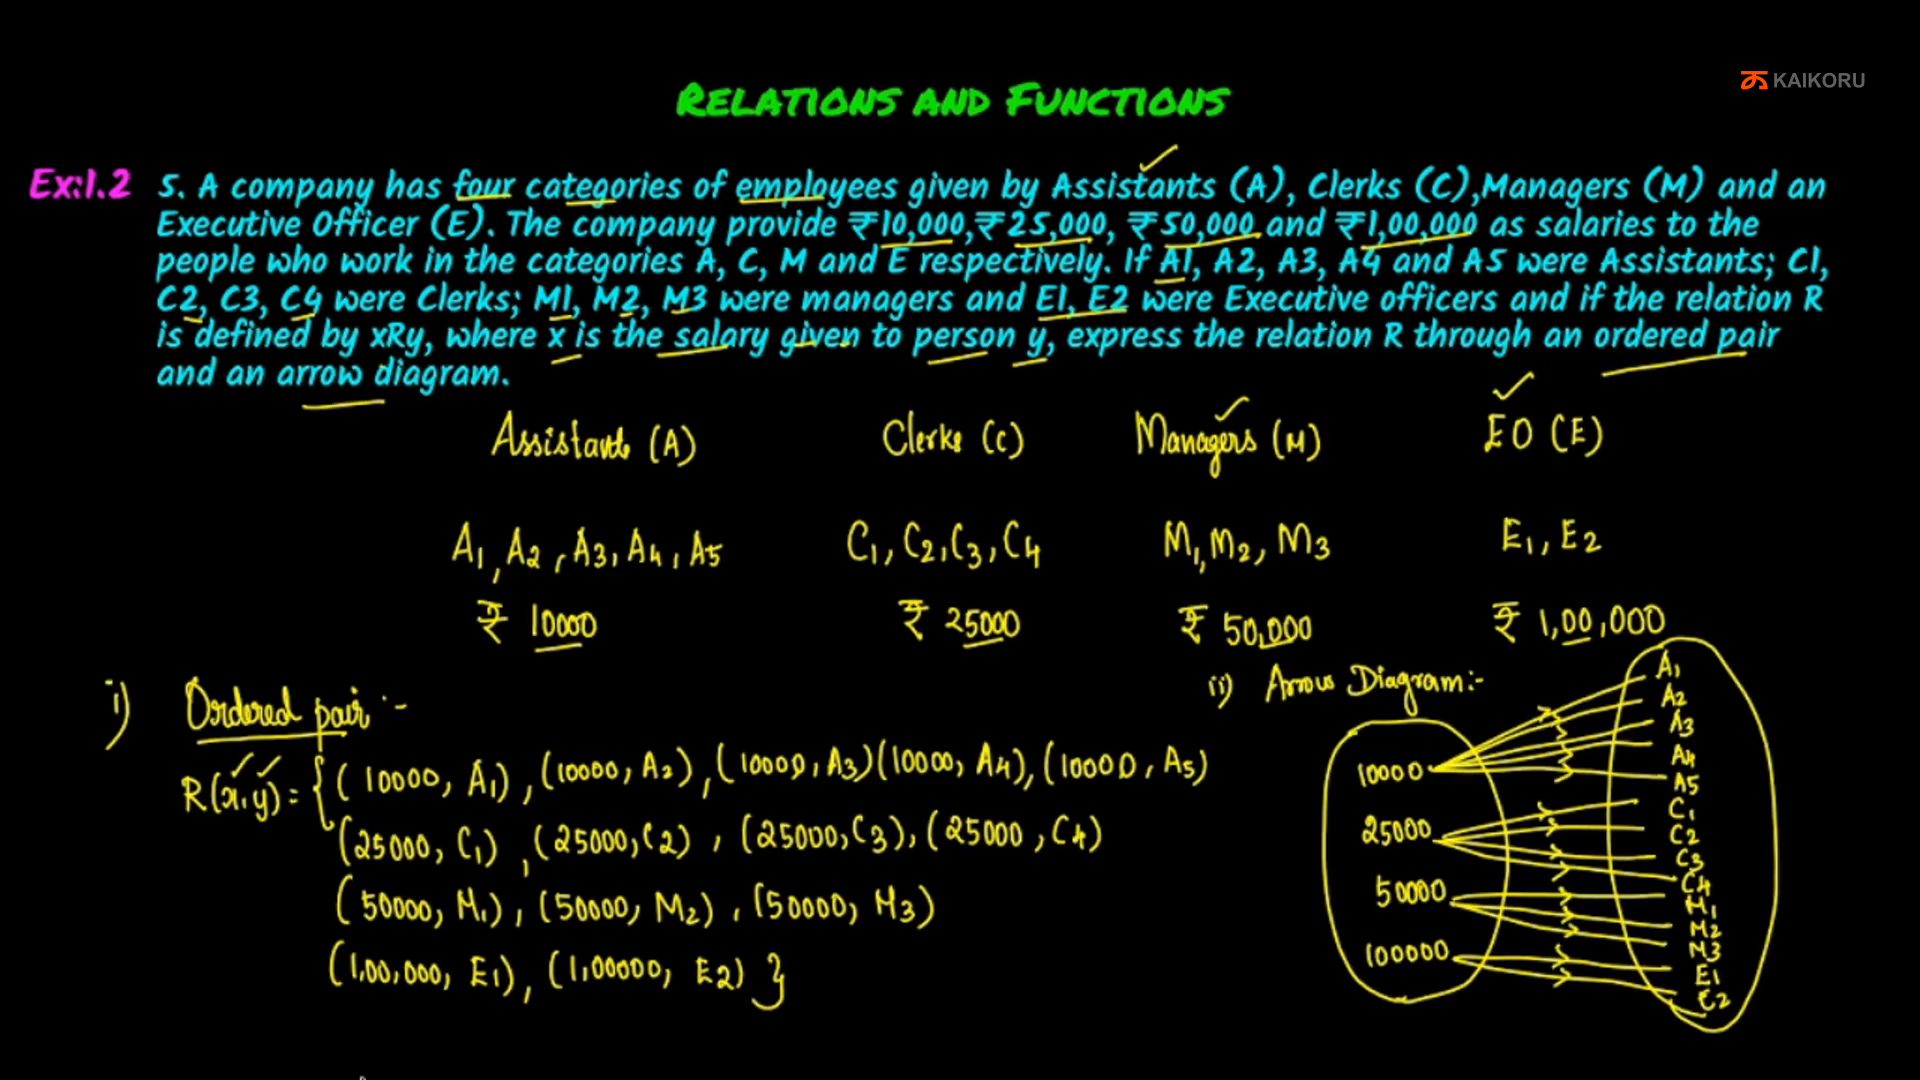 KAIKORU
RELATIONS AND FUNCTIONS
Ex:1.2 5. A company has four categories of employees given by Assistants (A), Clerks (C),Managers (M) and an
Executive Officer (E). The company provide ₹10,000,₹25,000, ₹50,000 and ₹1,00,000 as salaries to the
people who work in the categories A, C, M and E respectively. If A1, A2, A3, A4 and A5 were Assistants; C1,
C2, C3, C4 were Clerks; M1, M2, M3 were managers and E1, E2 were Executive officers and if the relation R
is defined by xRy, where x is the salary given to person y, express the relation R through an ordered pair
and an arrow diagram.
Assistants (A) Clerks (C) Managers (M) EO (E)
A1, A2, A3, A4, A5 C1, C2, C3, C4 M1, M2, M3 E1, E2
₹ 10000 ₹ 25000 ₹ 50,000 ₹ 1,00,000
i) Ordered pair :-
R(x,y) = {(10000, A1), (10000, A2), (10000, A3)(10000, A4), (10000, A5)
(25000, C1), (25000, C2), (25000, C3), (25000, C4)
(50000, M1), (50000, M2), (50000, M3)
(1,00,000, E1), (1,00000, E2) }
ii) Arrow Diagram:-
10000
25000
50000
100000
A1
A2
A3
A4
A5
C1
C2
C3
C4
M1
M2
M3
E1
E2